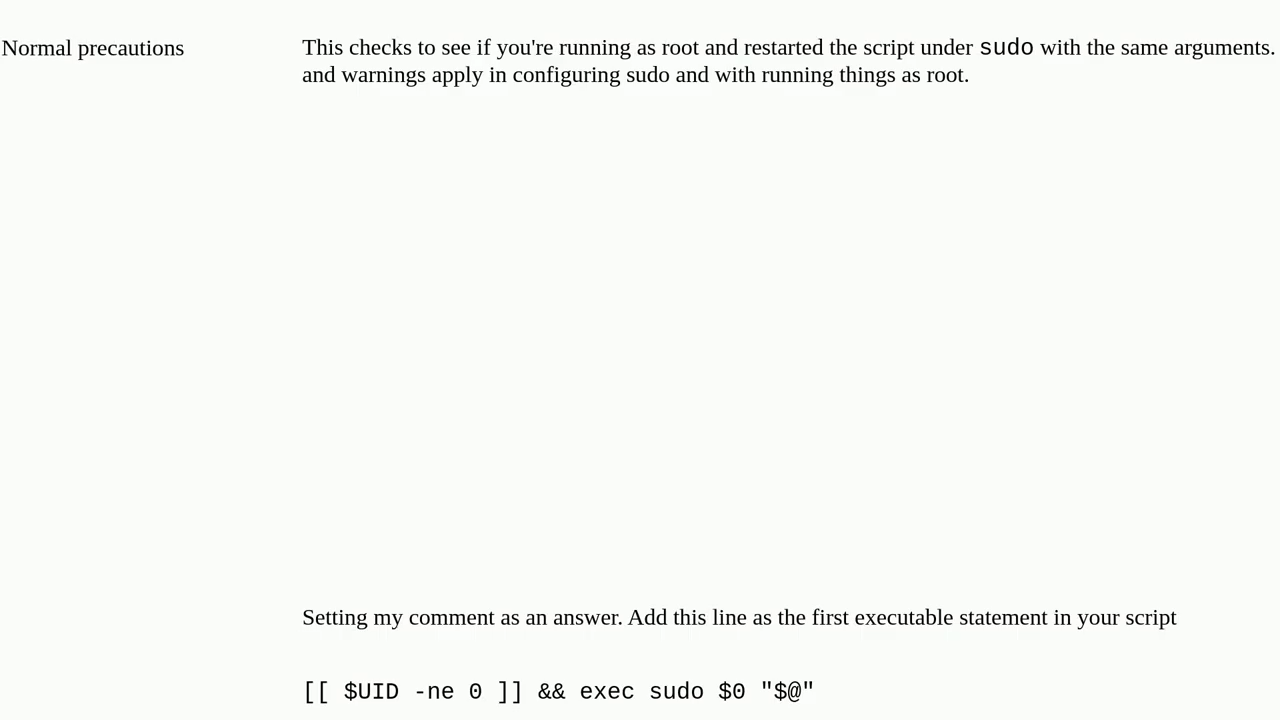 Setting my comment as an answer. Add this line as the first executable statement in your script
[[ $UID -ne 0 ]] && exec sudo $0 "$@"
This checks to see if you're running as root and restarted the script under sudo with the same arguments. Normal precautions
and warnings apply in configuring sudo and with running things as root.